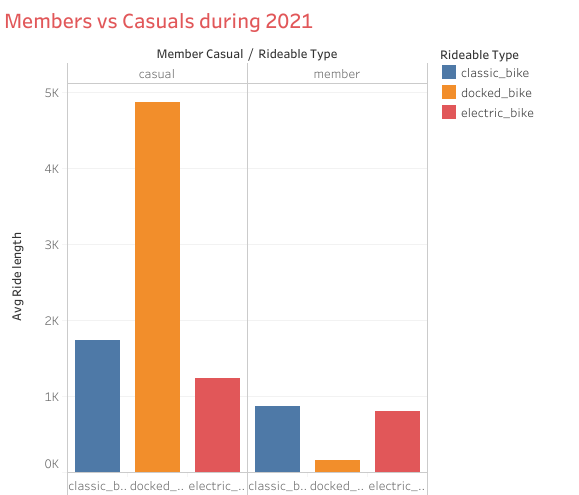 Members vs Casuals during 2021
Member Casual / Rideable Type
casual member
5K
4K
3K
2K
1K
0K
Avg Ride length
classic_b.. docked_.. electric_.. classic_b.. docked_.. electric_..
Rideable Type
classic_bike
docked_bike
electric_bike